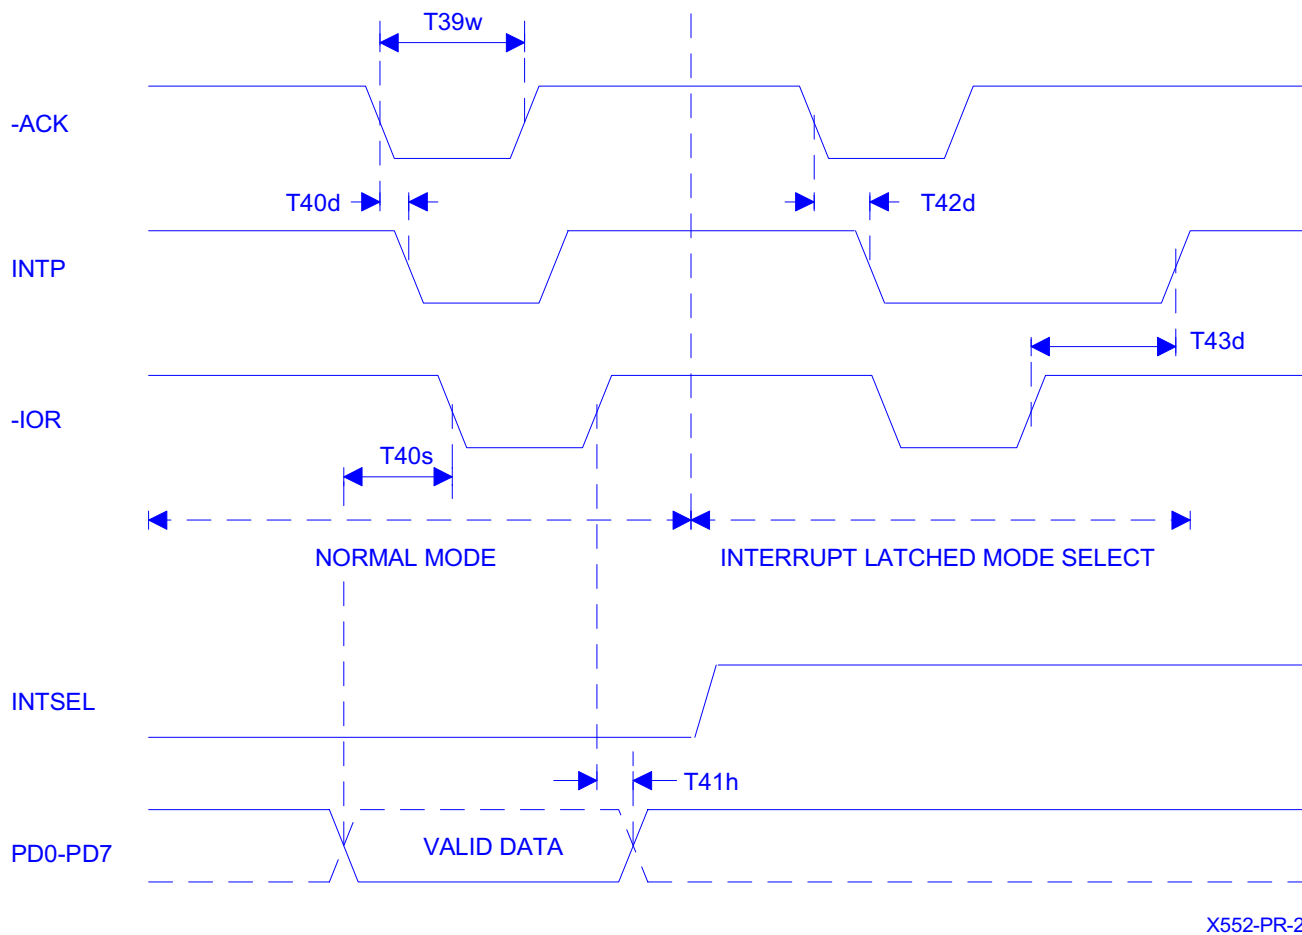 T39w
-ACK
T40d
T42d
INTP
T43d
-IOR
T40s
NORMAL MODE
INTERRUPT LATCHED MODE SELECT
INTSEL
T41h
VALID DATA
PD0-PD7
X552-PR-2